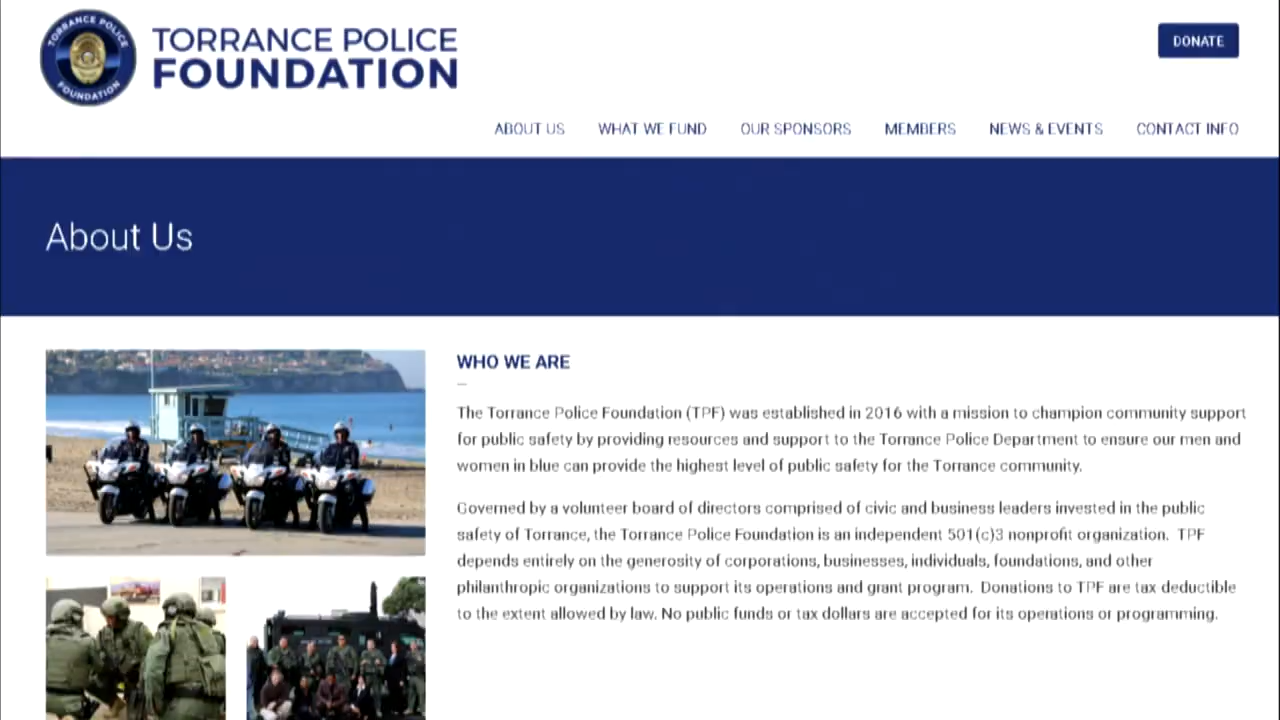 TORRANCE POLICE
FOUNDATION
TORRANCE POLICE
FOUNDATION
DONATE
ABOUT US WHAT WE FUND OUR SPONSORS MEMBERS NEWS & EVENTS CONTACT INFO
About Us
WHO WE ARE
The Torrance Police Foundation (TPF) was established in 2016 with a mission to champion community support
for public safety by providing resources and support to the Torrance Police Department to ensure our men and
women in blue can provide the highest level of public safety for the Torrance community.
Governed by a volunteer board of directors comprised of civic and business leaders invested in the public
safety of Torrance, the Torrance Police Foundation is an independent 501(c)3 nonprofit organization. TPF
depends entirely on the generosity of corporations, businesses, individuals, foundations, and other
philanthropic organizations to support its operations and grant program. Donations to TPF are tax deductible
to the extent allowed by law. No public funds or tax dollars are accepted for its operations or programming.